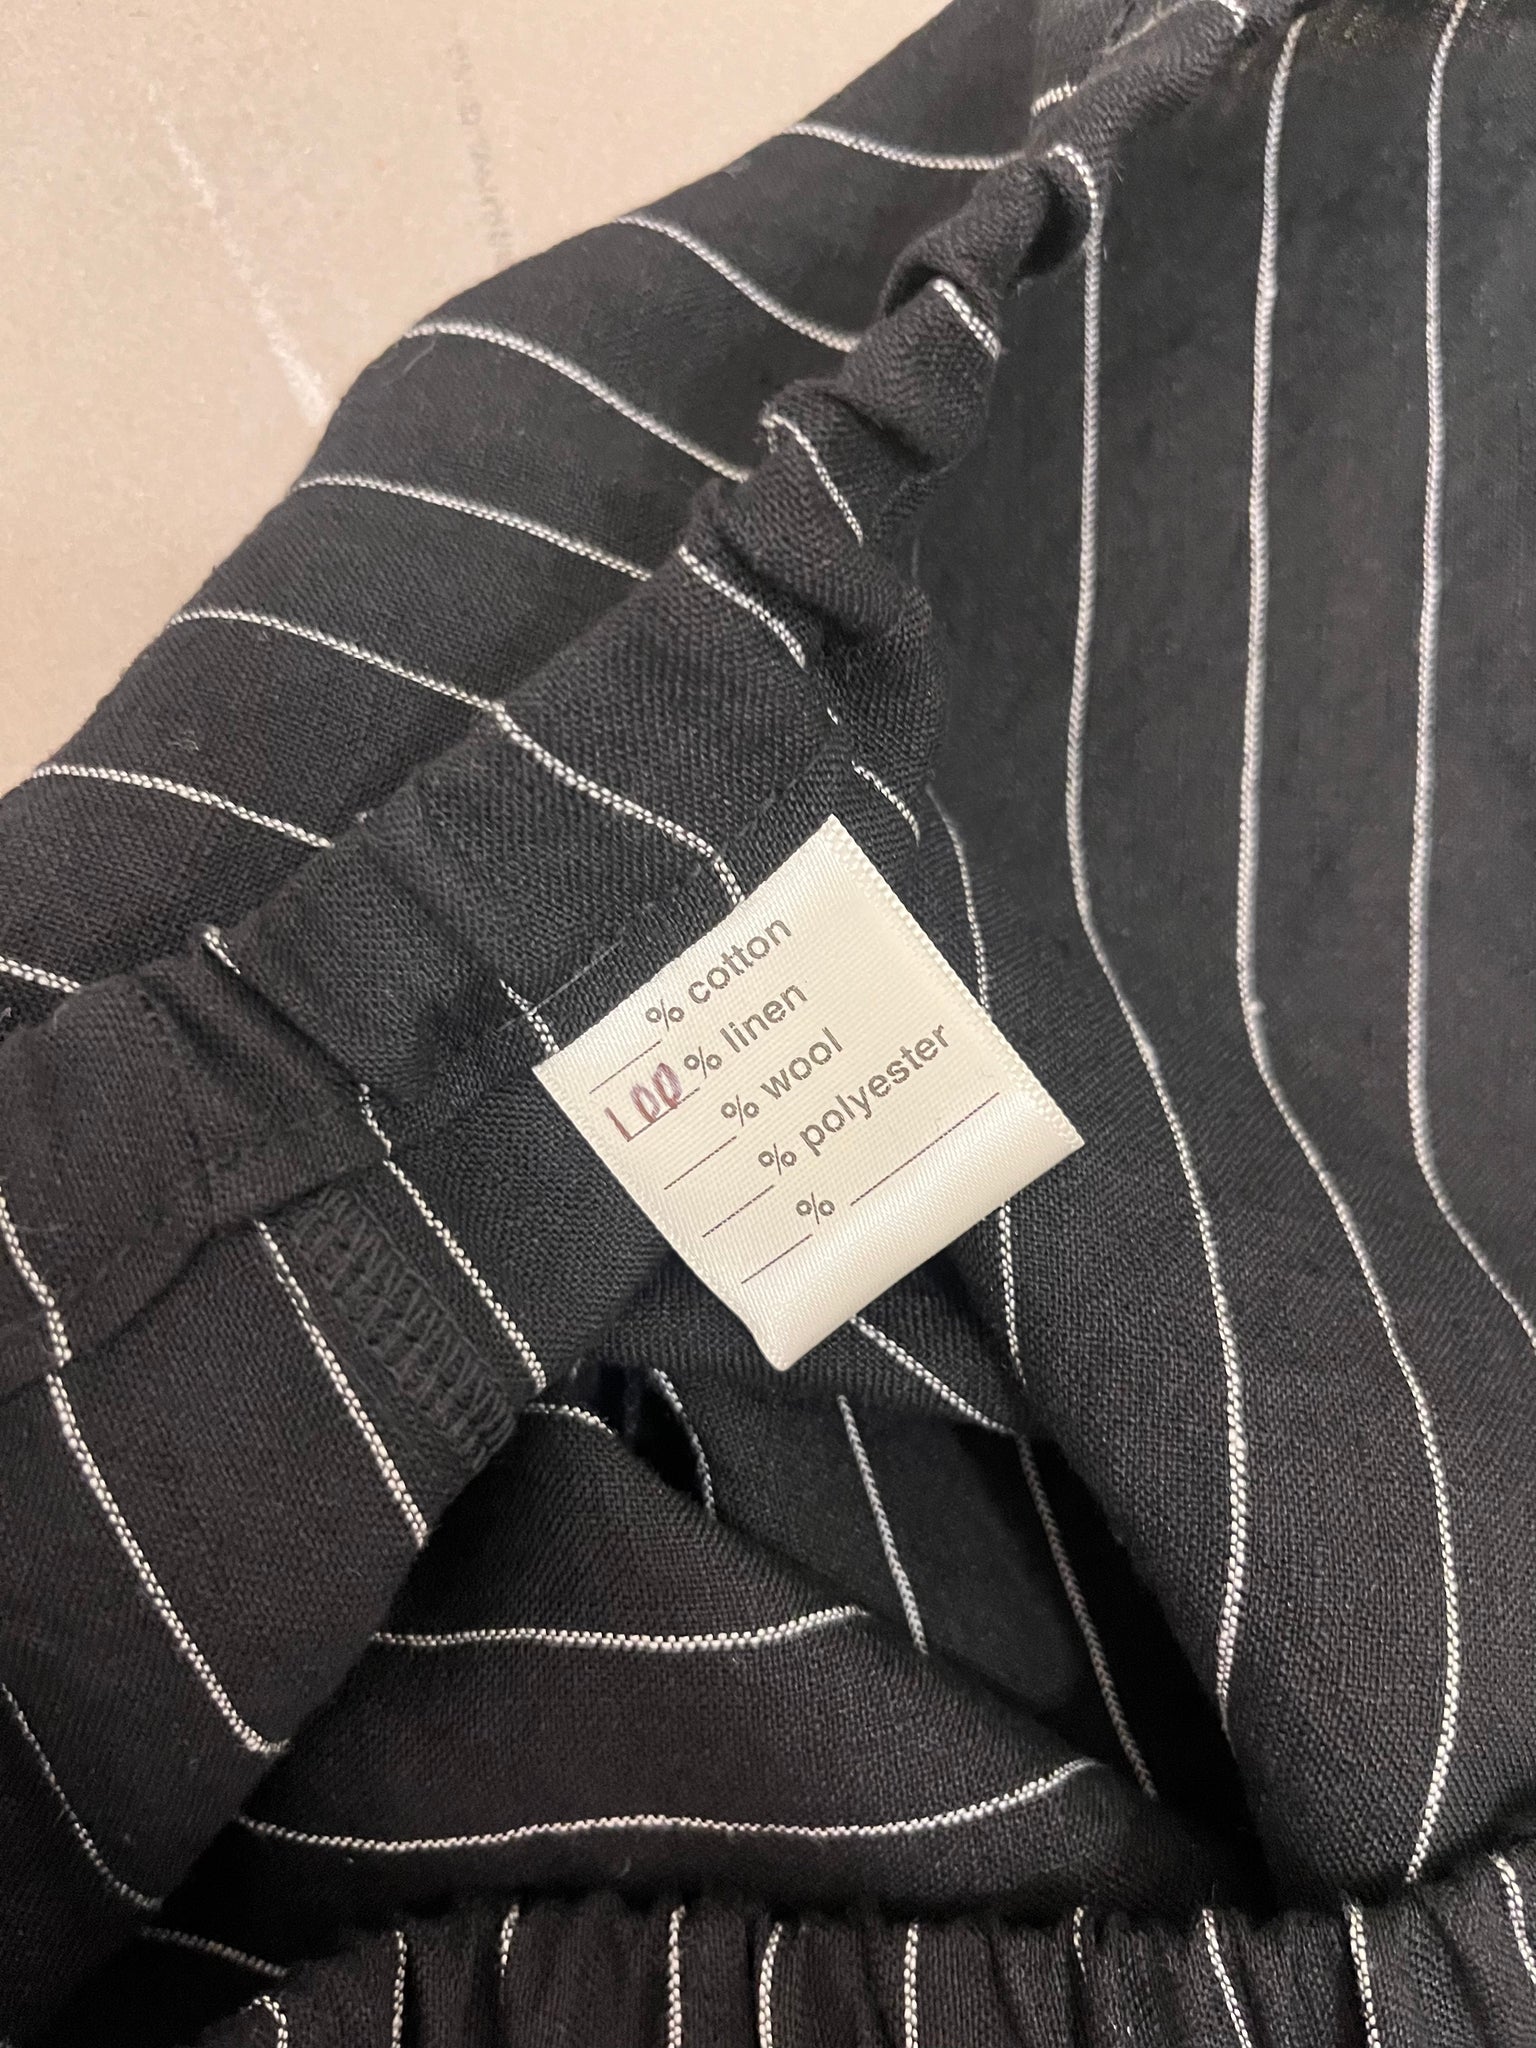 % cotton
100 % linen
% wool
% polyester
%